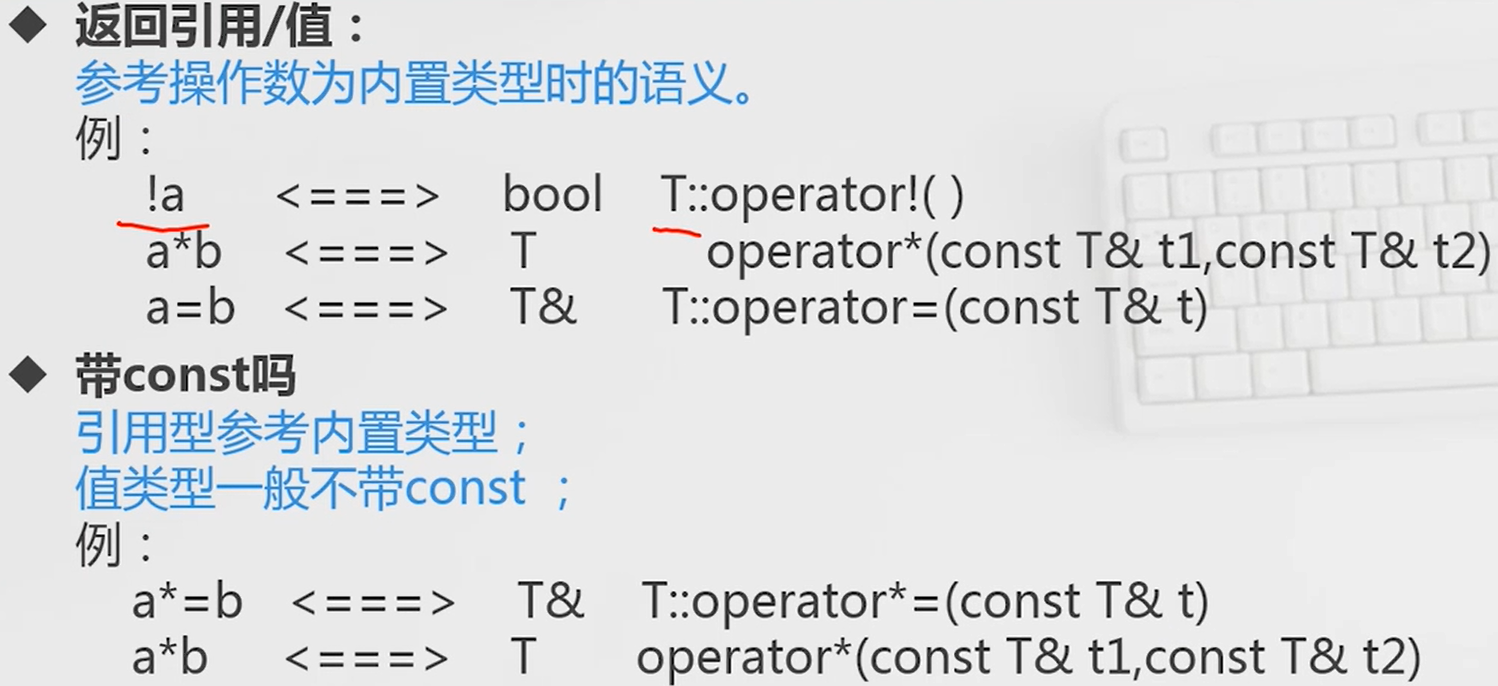 ◆ 返回引用/值：
参考操作数为内置类型时的语义。
例：
!a <===> bool T::operator!( )
a*b <===> T operator*(const T& t1,const T& t2)
a=b <===> T& T::operator=(const T& t)
◆ 带const吗
引用型参考内置类型；
值类型一般不带const ；
例：
a*=b <===> T& T::operator*=(const T& t)
a*b <===> T operator*(const T& t1,const T& t2)